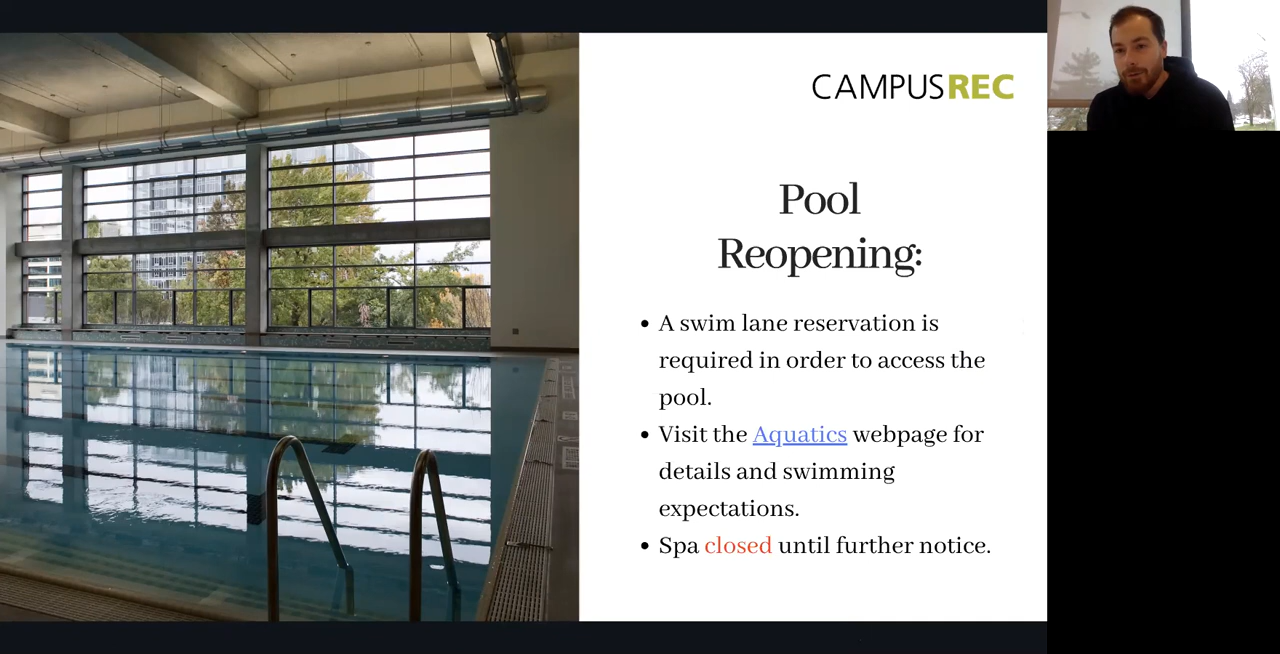 CAMPUSREC
Pool
Reopening:
• A swim lane reservation is
required in order to access the
pool.
• Visit the Aquatics webpage for
details and swimming
expectations.
• Spa closed until further notice.